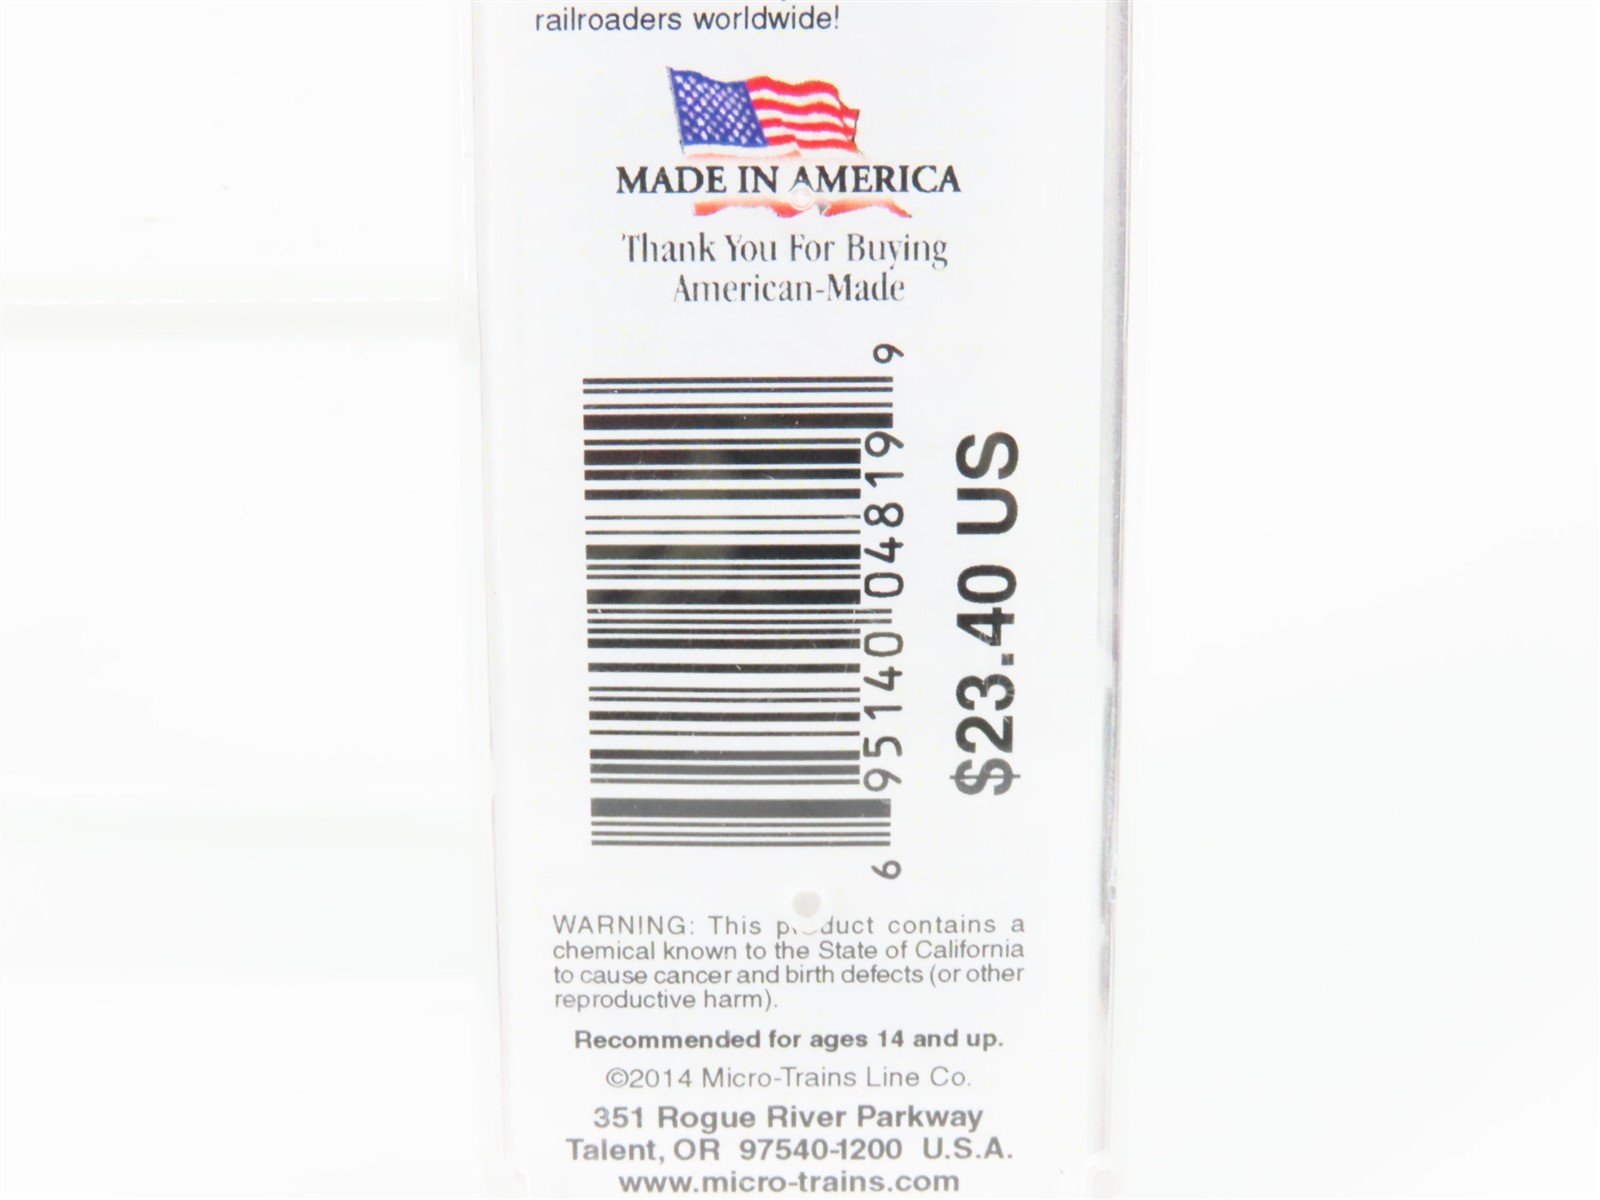 railroaders worldwide!
MADE IN AMERICA
Thank You For Buying
American-Made
6 95140 04819 9
$23.40 US
WARNING: This product contains a
chemical known to the State of California
to cause cancer and birth defects (or other
reproductive harm).
Recommended for ages 14 and up.
©2014 Micro-Trains Line Co.
351 Rogue River Parkway
Talent, OR 97540-1200 U.S.A.
www.micro-trains.com